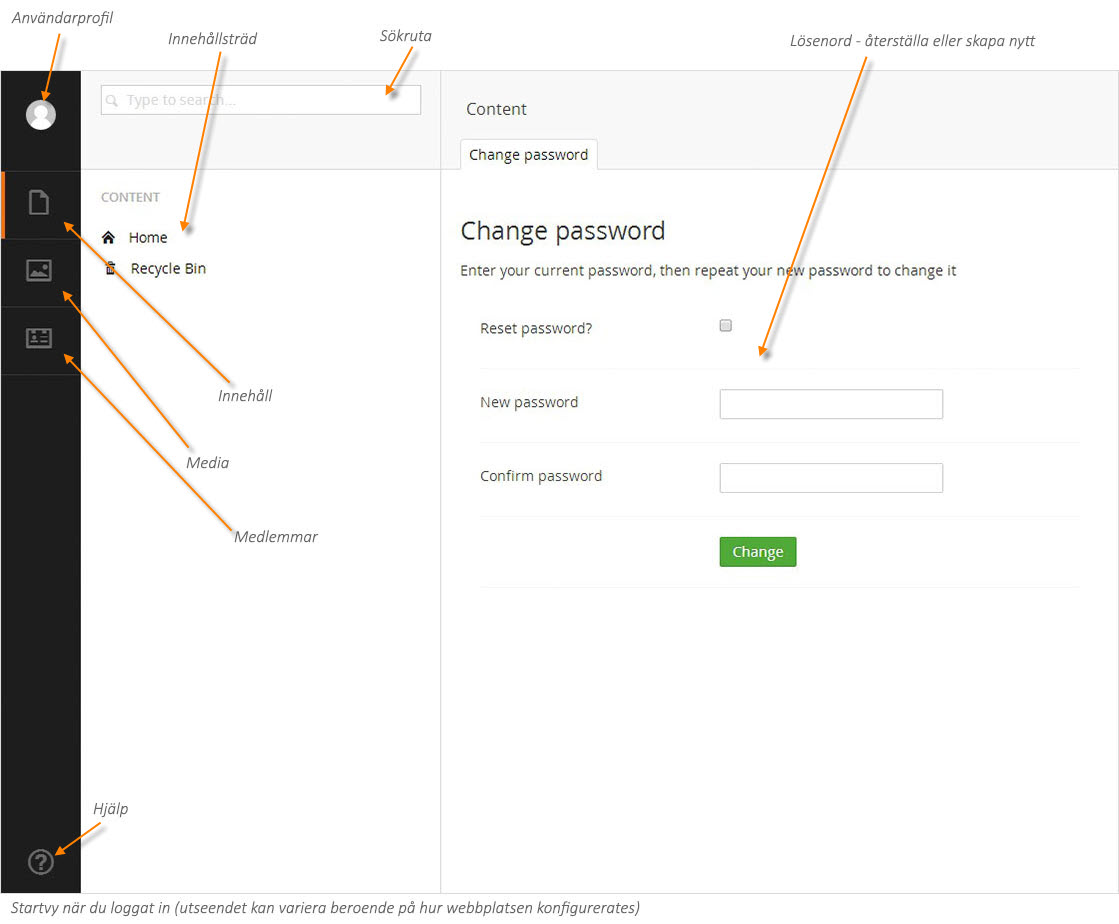 Användarprofil
Innehållsträd
Sökruta
Lösenord - återställa eller skapa nytt
Type to search...
Content
Change password
CONTENT
Home
Recycle Bin
Change password
Enter your current password, then repeat your new password to change it
Reset password?
New password
Confirm password
Change
Innehåll
Media
Medlemmar
Hjälp
Startvy när du loggat in (utseendet kan variera beroende på hur webbplatsen konfigurerates)